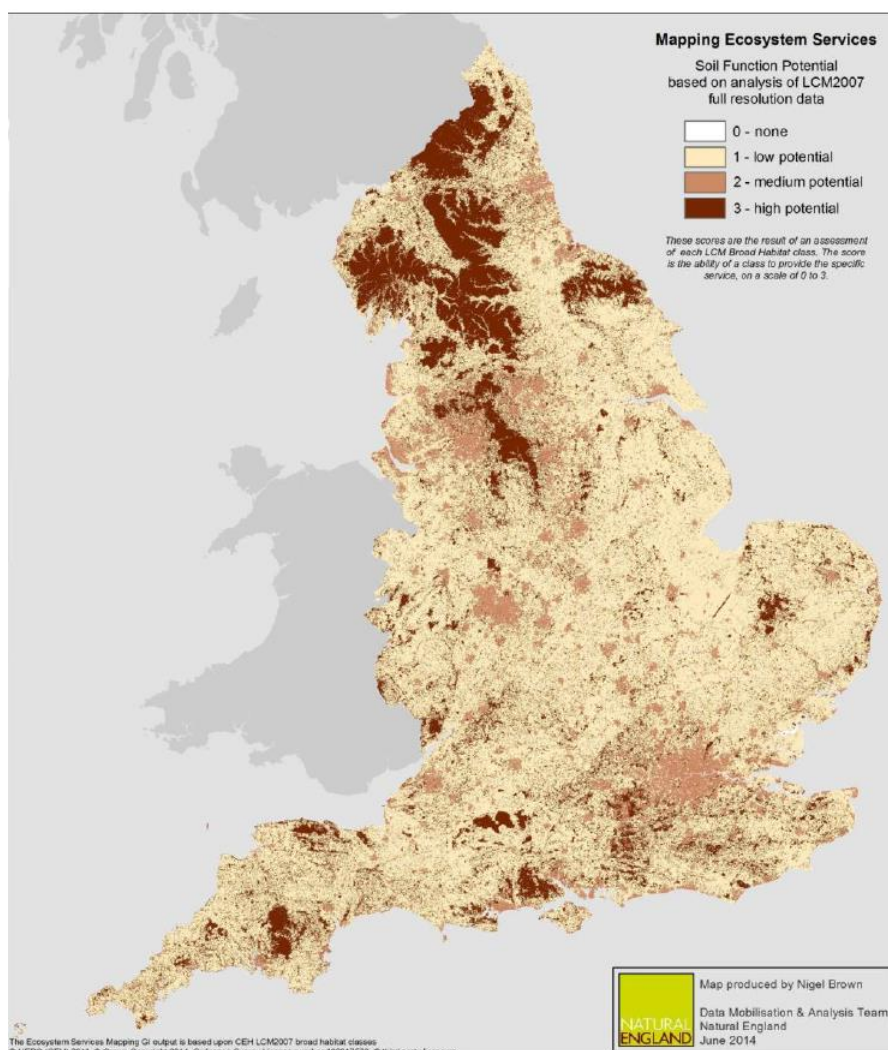 Mapping Ecosystem Services
Soil Function Potential
based on analysis of LCM2007
full resolution data
0 - none
1 - low potential
2 - medium potential
3 - high potential
These scores are the result of an assessment
of each LCM Broad Habitat class. The score
is the ability of a class to provide the specific
service, on a scale of 0 to 3.
NATURAL
ENGLAND
Map produced by Nigel Brown
Data Mobilisation & Analysis Team
Natural England
June 2014
The Ecosystem Services Mapping GI output is based upon CEH LCM2007 broad habitat classes